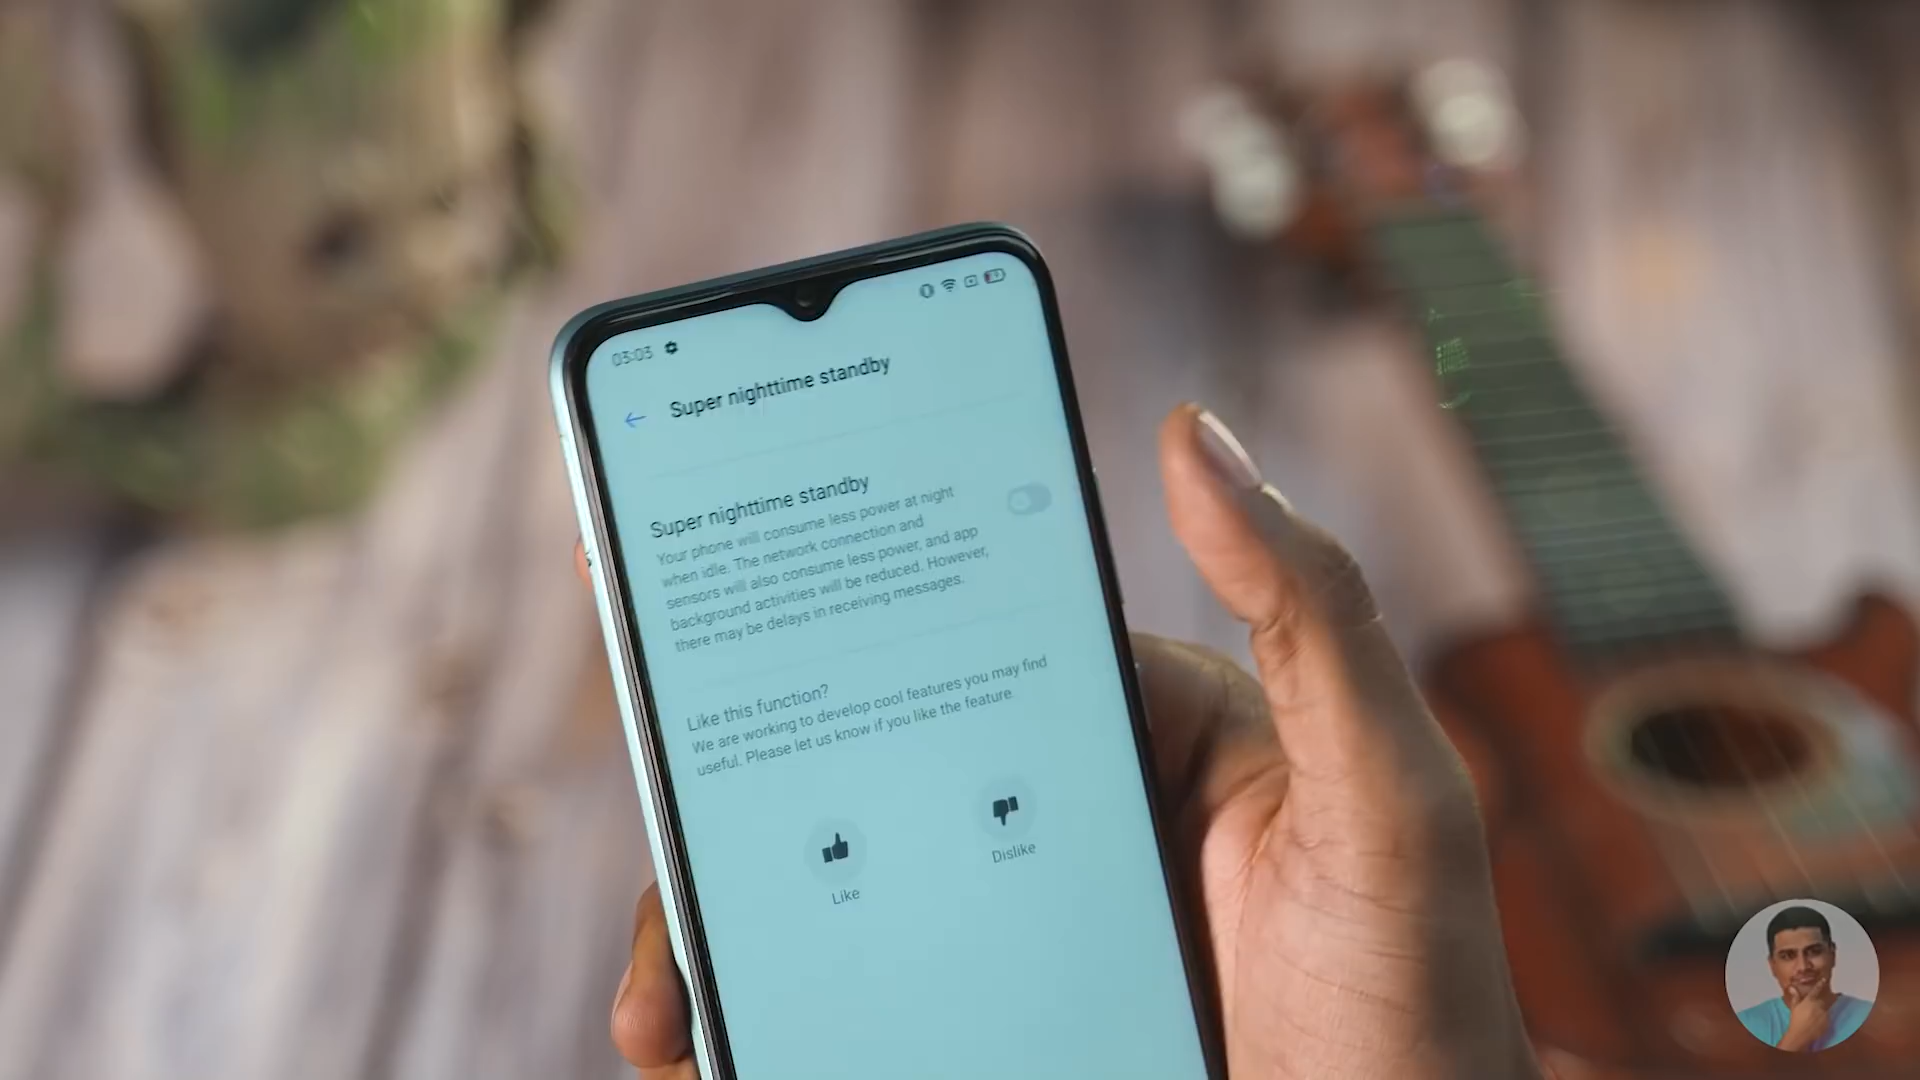 03:03
Super nighttime standby
Super nighttime standby
Your phone will consume less power at night
when idle. The network connection and
sensors will also consume less power, and app
background activities will be reduced. However,
there may be delays in receiving messages.
Like this function?
We are working to develop cool features you may find
useful. Please let us know if you like the feature.
Like
Dislike